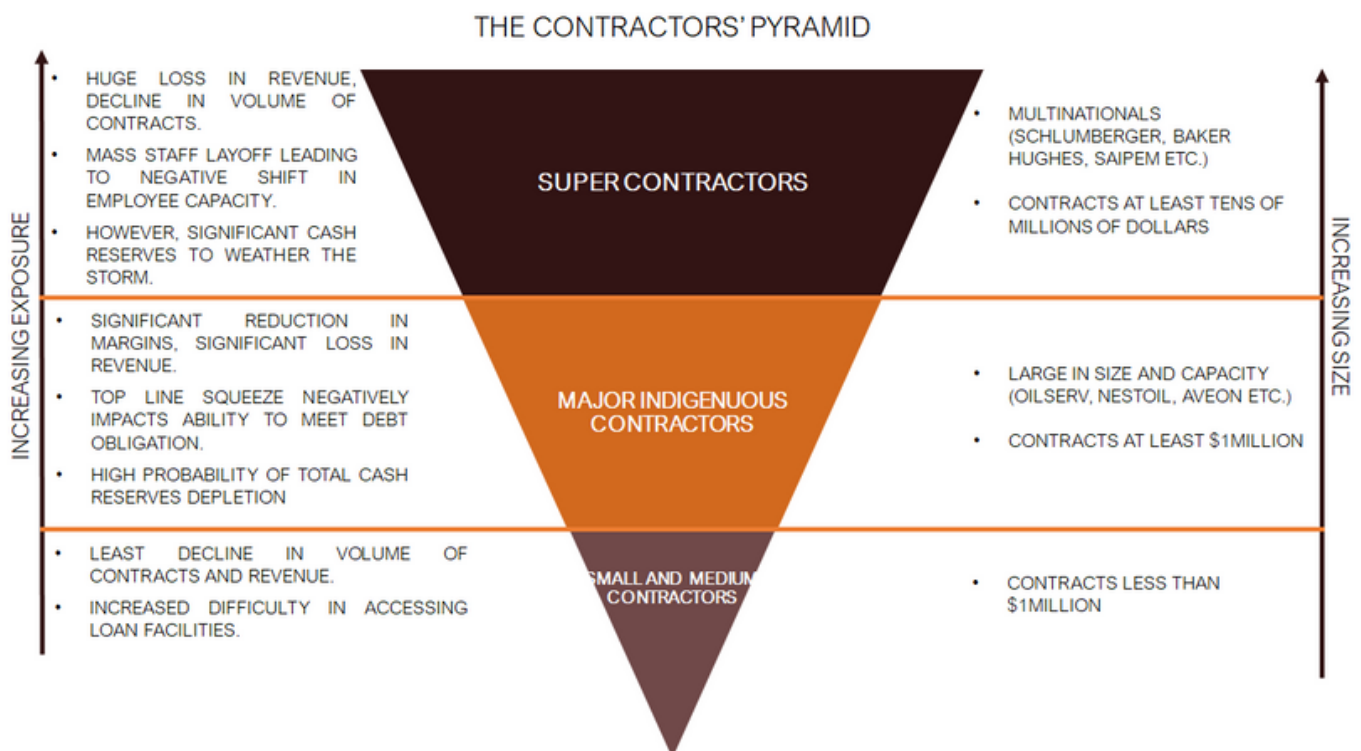 THE CONTRACTORS' PYRAMID
INCREASING EXPOSURE
• HUGE LOSS IN REVENUE,
DECLINE IN VOLUME OF
CONTRACTS.
• MASS STAFF LAYOFF LEADING
TO NEGATIVE SHIFT IN
EMPLOYEE CAPACITY.
• HOWEVER, SIGNIFICANT CASH
RESERVES TO WEATHER THE
STORM.
SUPER CONTRACTORS
• MULTINATIONALS
(SCHLUMBERGER, BAKER
HUGHES, SAIPEM ETC.)
• CONTRACTS AT LEAST TENS OF
MILLIONS OF DOLLARS
INCREASING SIZE
• SIGNIFICANT REDUCTION IN
MARGINS, SIGNIFICANT LOSS IN
REVENUE.
• TOP LINE SQUEEZE NEGATIVELY
IMPACTS ABILITY TO MEET DEBT
OBLIGATION.
• HIGH PROBABILITY OF TOTAL CASH
RESERVES DEPLETION
MAJOR INDIGENUOUS
CONTRACTORS
• LARGE IN SIZE AND CAPACITY
(OILSERV, NESTOIL, AVEON ETC.)
• CONTRACTS AT LEAST $1MILLION
• LEAST DECLINE IN VOLUME OF
CONTRACTS AND REVENUE.
• INCREASED DIFFICULTY IN ACCESSING
LOAN FACILITIES.
SMALL AND MEDIUM
CONTRACTORS
• CONTRACTS LESS THAN
$1MILLION